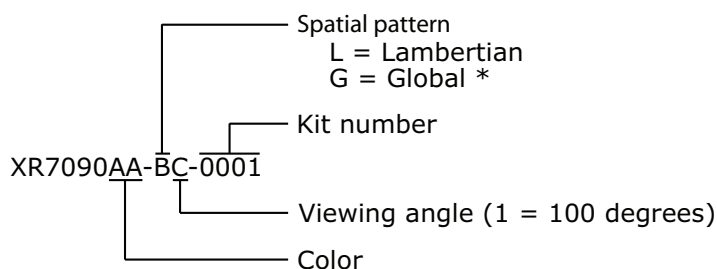 Spatial pattern
L = Lambertian
G = Global *
Kit number
XR7090AA-BC-0001
Viewing angle (1 = 100 degrees)
Color